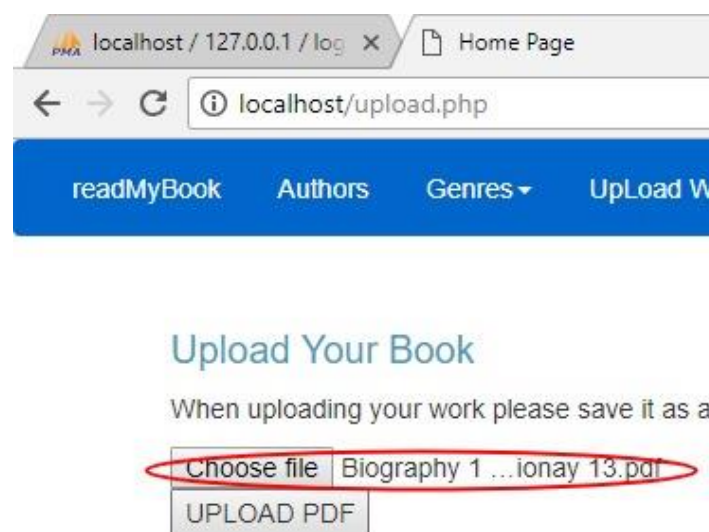 PMA localhost / 127.0.0.1 / log Home Page
localhost/upload.php
readMyBook Authors Genres UpLoad W
Upload Your Book
When uploading your work please save it as a
Choose file Biography 1 ...ionay 13.pdf
UPLOAD PDF